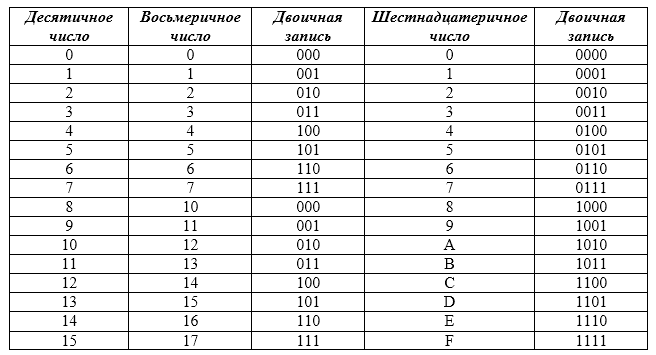 Десятичное число Восьмеричное число Двоичная запись Шестнадцатеричное число Двоичная запись
0 0 000 0 0000
1 1 001 1 0001
2 2 010 2 0010
3 3 011 3 0011
4 4 100 4 0100
5 5 101 5 0101
6 6 110 6 0110
7 7 111 7 0111
8 10 000 8 1000
9 11 001 9 1001
10 12 010 A 1010
11 13 011 B 1011
12 14 100 C 1100
13 15 101 D 1101
14 16 110 E 1110
15 17 111 F 1111